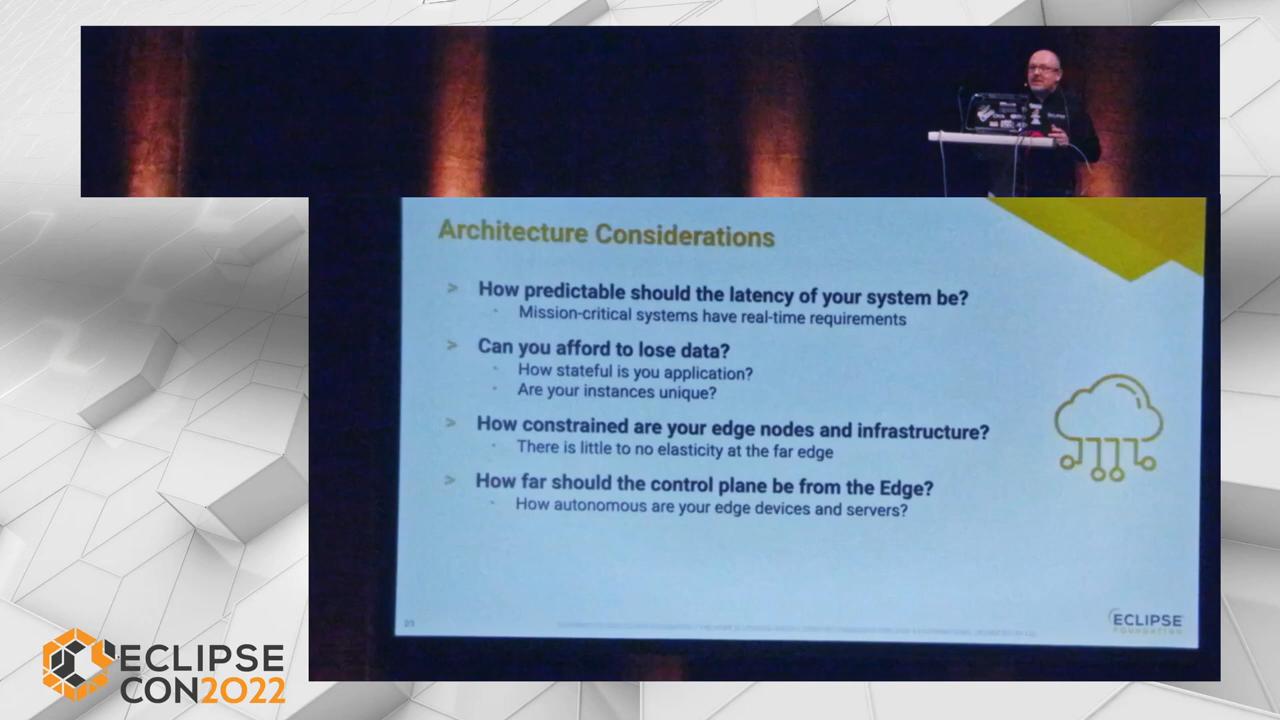 Architecture Considerations
> How predictable should the latency of your system be?
• Mission-critical systems have real-time requirements
> Can you afford to lose data?
• How stateful is you application?
• Are your instances unique?
> How constrained are your edge nodes and infrastructure?
• There is little to no elasticity at the far edge
> How far should the control plane be from the Edge?
• How autonomous are your edge devices and servers?
ECLIPSE
FOUNDATION
ECLIPSE
CON2022